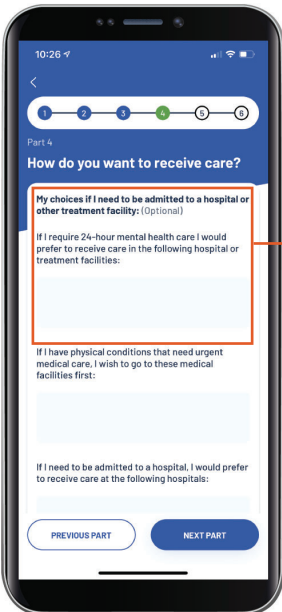 10:26
1 2 3 4 5 6
Part 4
How do you want to receive care?
My choices if I need to be admitted to a hospital or
other treatment facility: (Optional)
If I require 24-hour mental health care I would
prefer to receive care in the following hospital or
treatment facilities:
If I have physical conditions that need urgent
medical care, I wish to go to these medical
facilities first:
If I need to be admitted to a hospital, I would prefer
to receive care at the following hospitals:
PREVIOUS PART NEXT PART